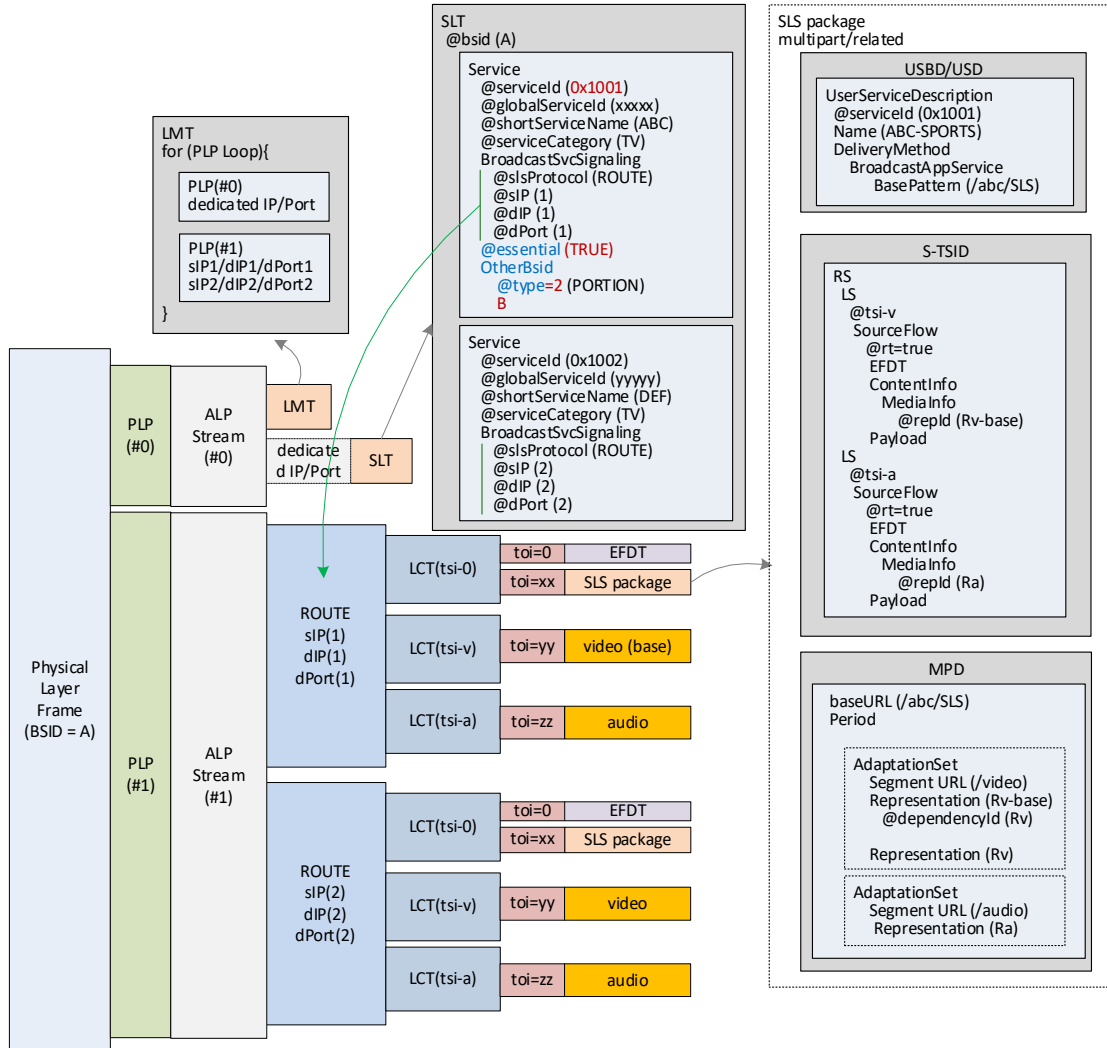 SLT
@bsid (A)
Service
@serviceId (0x1001)
@globalServiceId (xxxxx)
@shortServiceName (ABC)
@serviceCategory (TV)
BroadcastSvcSignaling
@slsProtocol (ROUTE)
@sIP (1)
@dIP (1)
@dPort (1)
@essential (TRUE)
OtherBsid
@type=2 (PORTION)
B
Service
@serviceId (0x1002)
@globalServiceId (yyyyy)
@shortServiceName (DEF)
@serviceCategory (TV)
BroadcastSvcSignaling
@slsProtocol (ROUTE)
@sIP (2)
@dIP (2)
@dPort (2)
LMT
for (PLP Loop){
PLP(#0)
dedicated IP/Port
PLP(#1)
sIP1/dIP1/dPort1
sIP2/dIP2/dPort2
}
SLS package
multipart/related
USBD/USD
UserServiceDescription
@serviceId (0x1001)
Name (ABC-SPORTS)
DeliveryMethod
BroadcastAppService
BasePattern (/abc/SLS)
S-TSID
RS
LS
@tsi-v
SourceFlow
@rt=true
EFDT
ContentInfo
MediaInfo
@repId (Rv-base)
Payload
LS
@tsi-a
SourceFlow
@rt=true
EFDT
ContentInfo
MediaInfo
@repId (Ra)
Payload
MPD
baseURL (/abc/SLS)
Period
AdaptationSet
Segment URL (/video)
Representation (Rv-base)
@dependencyId (Rv)
Representation (Rv)
AdaptationSet
Segment URL (/audio)
Representation (Ra)
Physical
Layer
Frame
(BSID = A)
PLP
(#0)
ALP
Stream
(#0)
LMT
dedicate
d IP/Port
SLT
PLP
(#1)
ALP
Stream
(#1)
ROUTE
sIP(1)
dIP(1)
dPort(1)
LCT(tsi-0)
toi=0
EFDT
toi=xx
SLS package
LCT(tsi-v)
toi=yy
video (base)
LCT(tsi-a)
toi=zz
audio
ROUTE
sIP(2)
dIP(2)
dPort(2)
LCT(tsi-0)
toi=0
EFDT
toi=xx
SLS package
LCT(tsi-v)
toi=yy
video
LCT(tsi-a)
toi=zz
audio